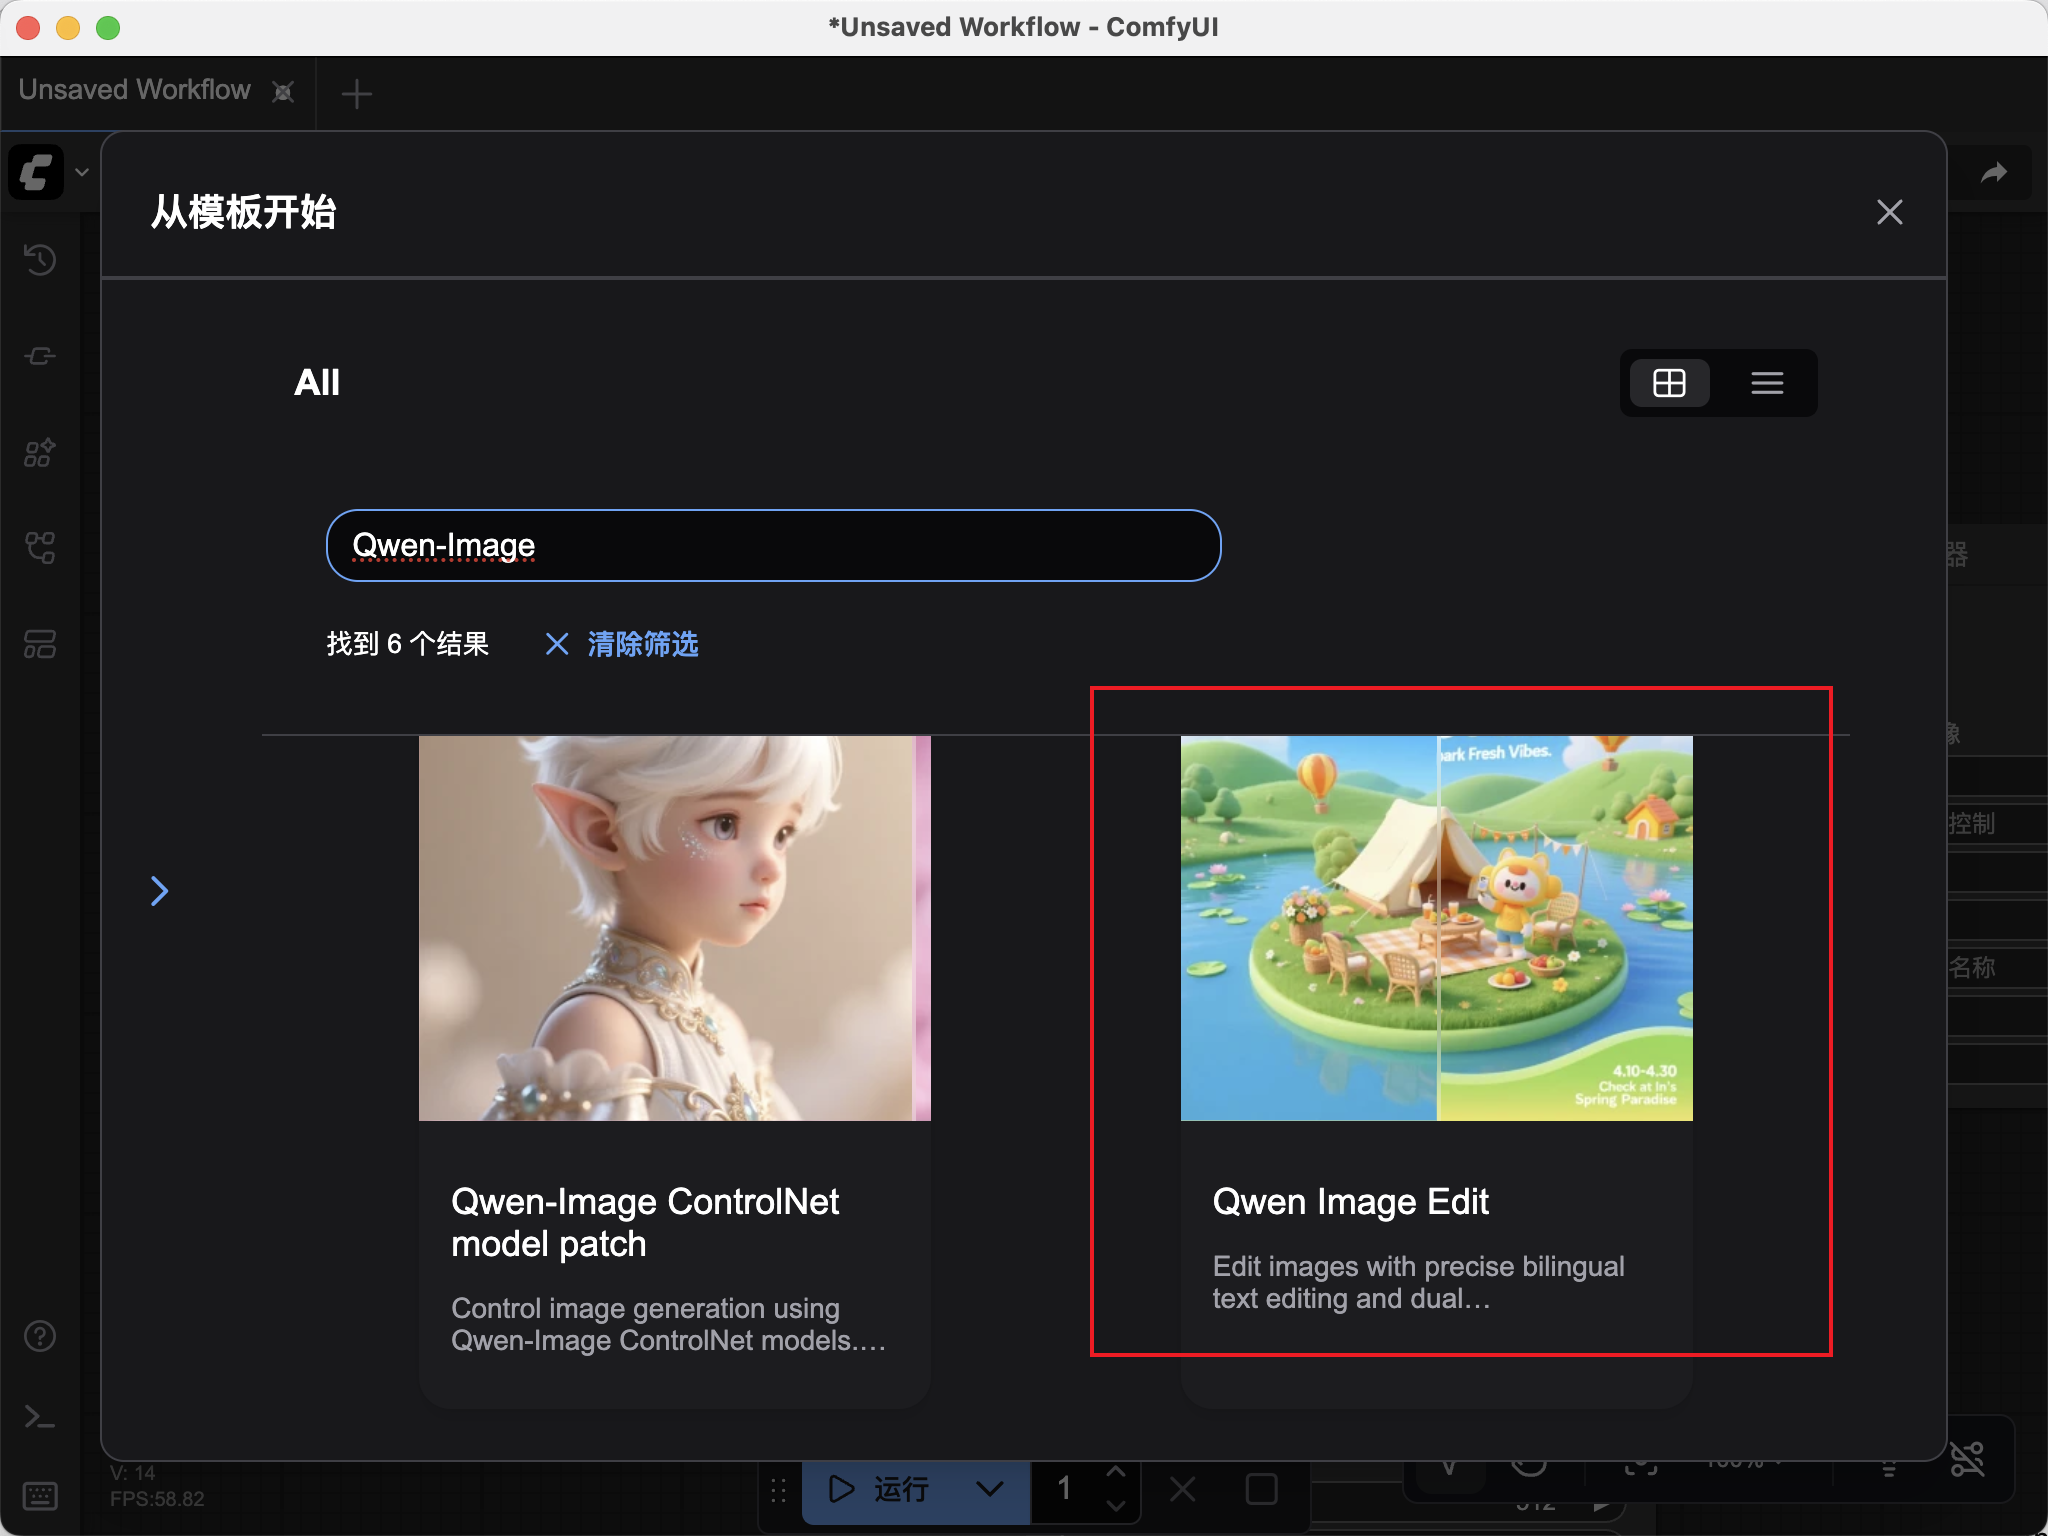 *Unsaved Workflow - ComfyUI
Unsaved Workflow
从模板开始
All
Qwen-Image
找到 6 个结果
清除筛选
器
像
控制
名称
ark Fresh Vibes.
4.10-4.30
Check at In's
Spring Paradise
Qwen-Image ControlNet
model patch
Control image generation using
Qwen-Image ControlNet models....
Qwen Image Edit
Edit images with precise bilingual
text editing and dual...
V: 14
FPS:58.82
运行
1
100%
512